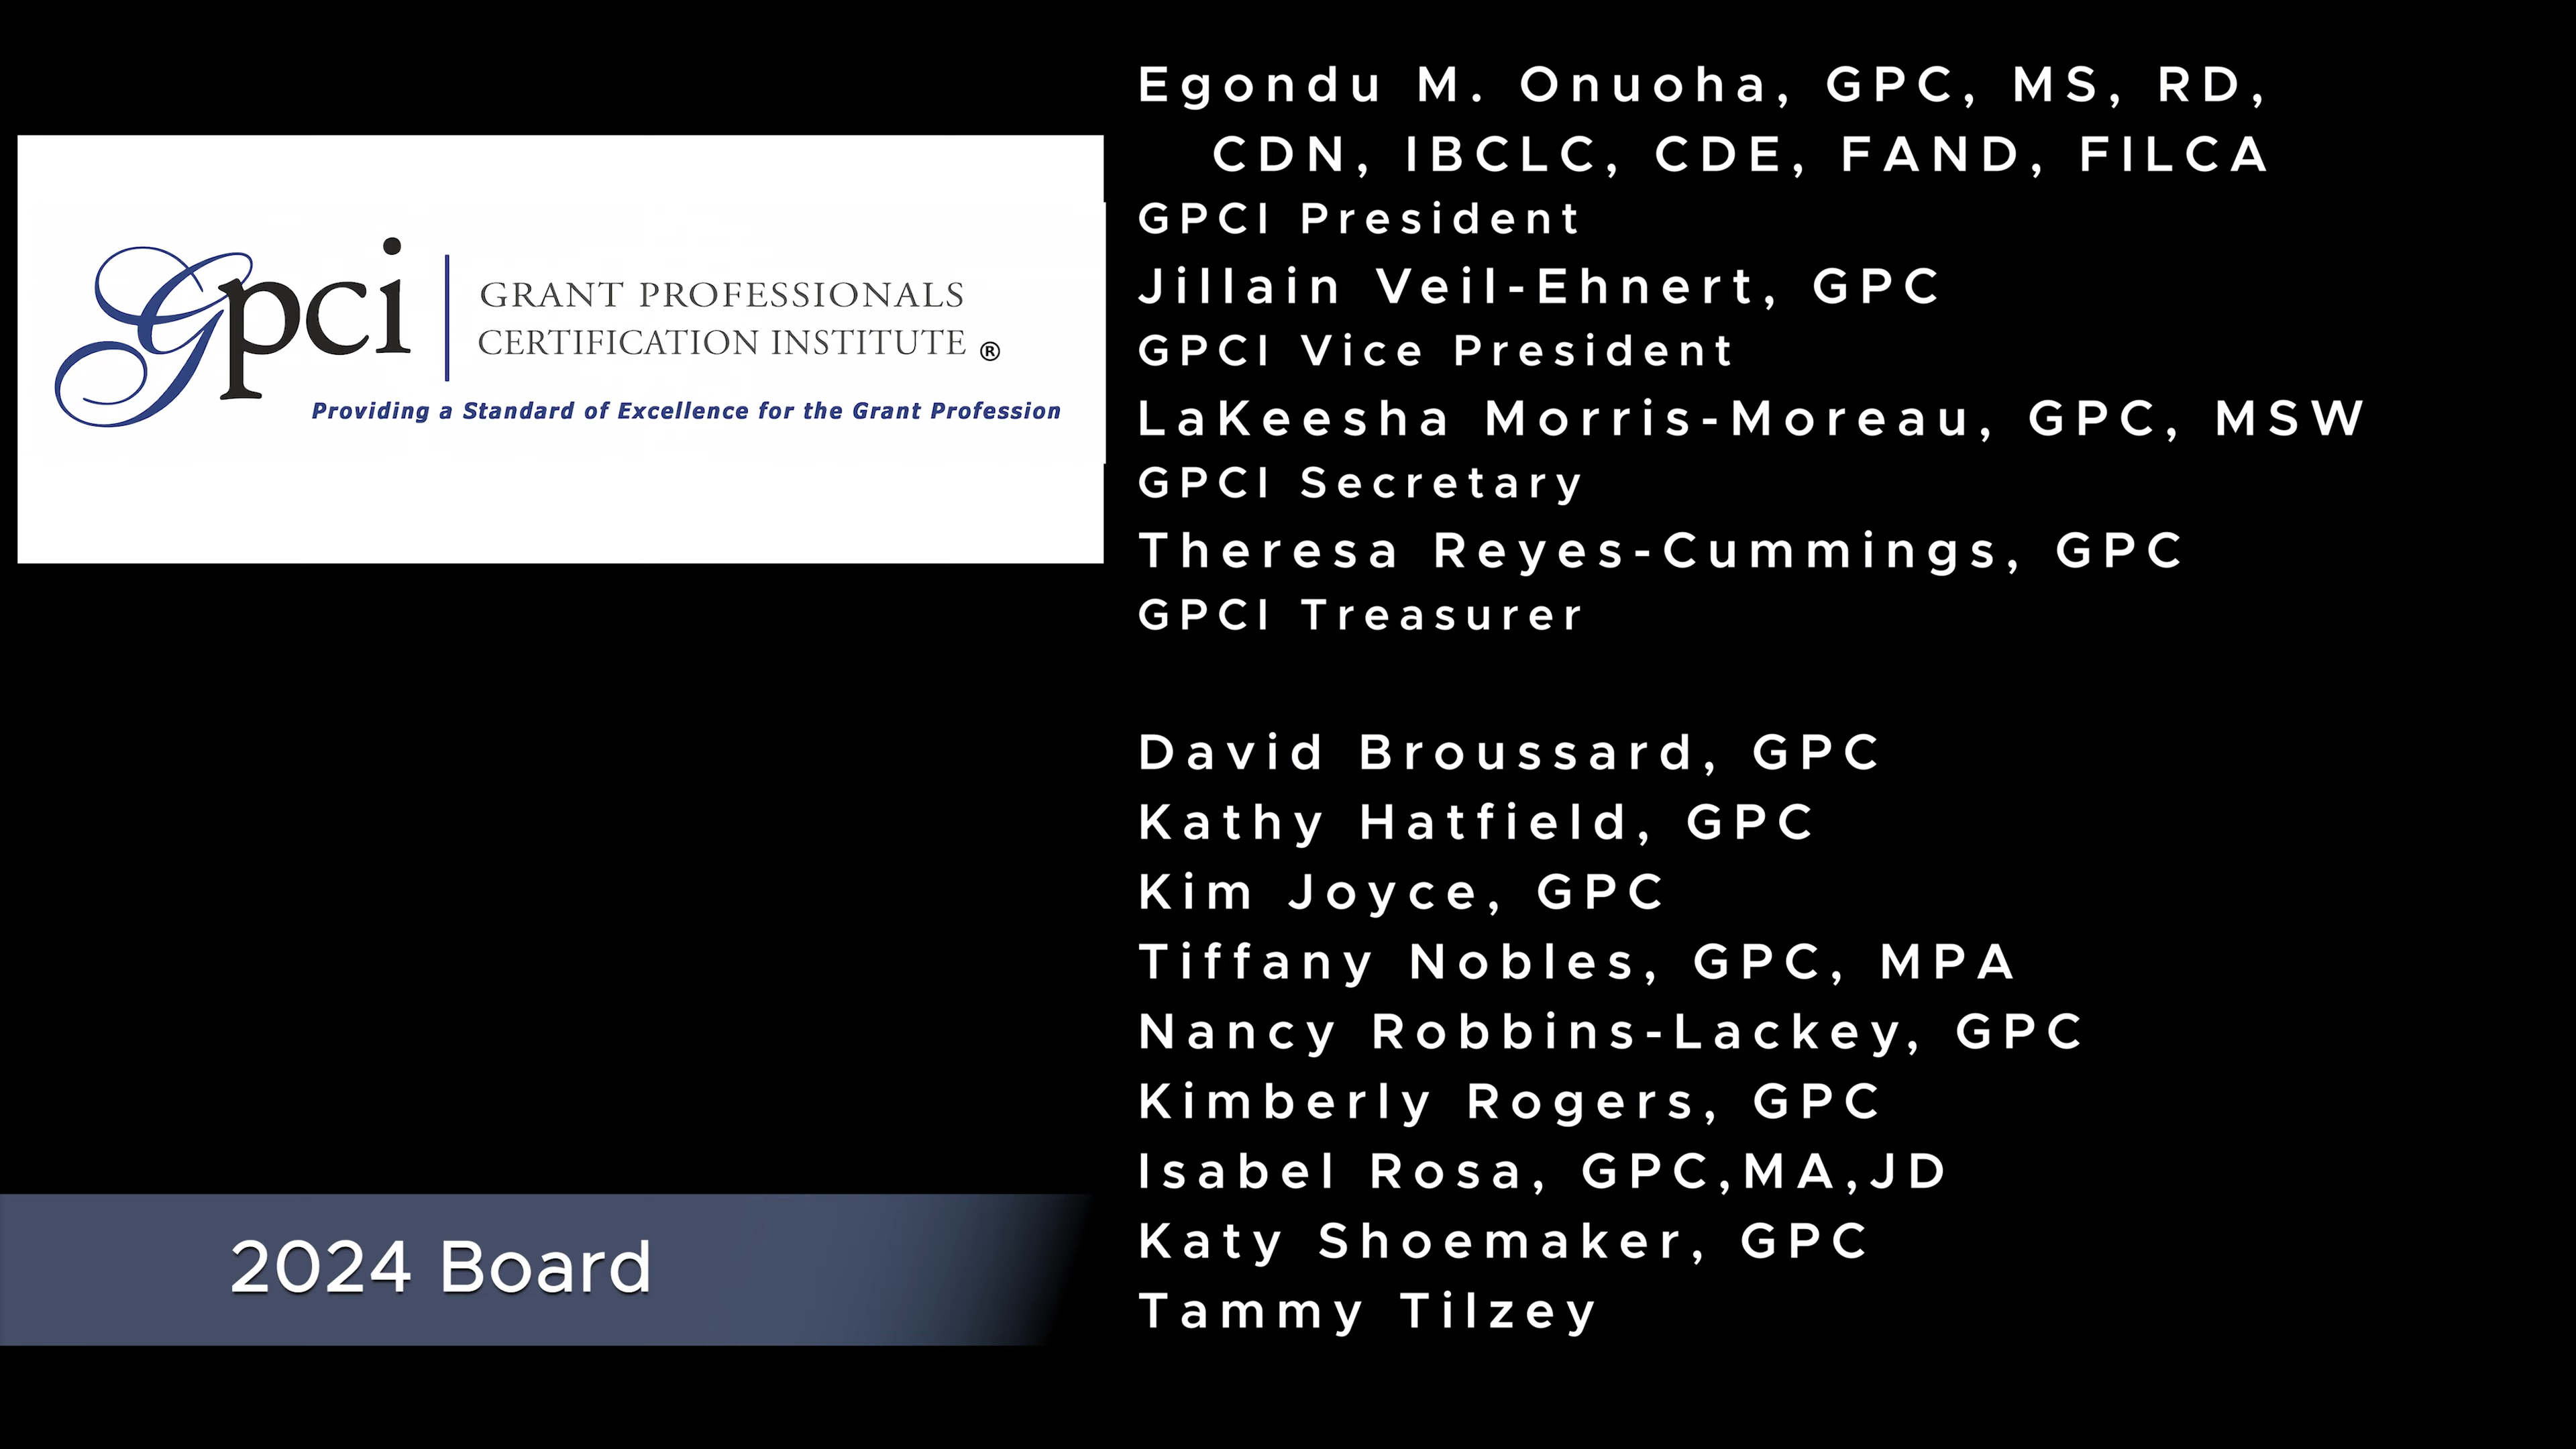 Gpci
GRANT PROFESSIONALS
CERTIFICATION INSTITUTE ®
Providing a Standard of Excellence for the Grant Profession
Egondu M. Onuoha, GPC, MS, RD,
CDN, IBCLC, CDE, FAND, FILCA
GPCI President
Jillain Veil-Ehnert, GPC
GPCI Vice President
LaKeesha Morris-Moreau, GPC, MSW
GPCI Secretary
Theresa Reyes-Cummings, GPC
GPCI Treasurer
David Broussard, GPC
Kathy Hatfield, GPC
Kim Joyce, GPC
Tiffany Nobles, GPC, MPA
Nancy Robbins-Lackey, GPC
Kimberly Rogers, GPC
Isabel Rosa, GPC,MA,JD
Katy Shoemaker, GPC
Tammy Tilzey
2024 Board